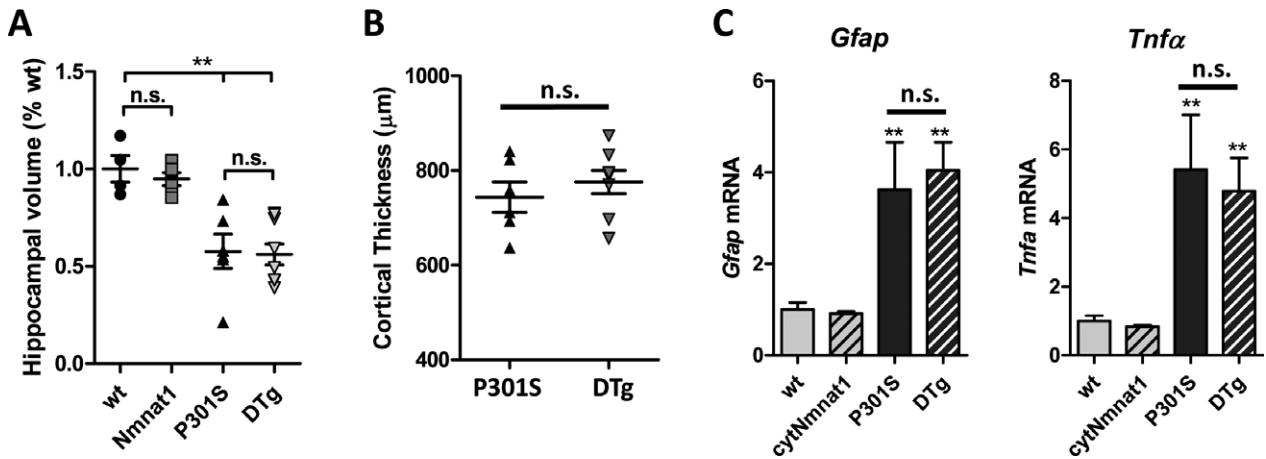 A
Hippocampal volume (% wt)
1.5
1.0
0.5
0.0
**
n.s.
n.s.
wt
Nmnat1
P301S
DTg
B
Cortical Thickness (µm)
1000
800
600
400
n.s.
P301S
DTg
C
Gfap
Gfap mRNA
6
4
2
0
n.s.
**
**
wt
cytNmnat1
P301S
DTg
Tnfα
Tnfa mRNA
8
6
4
2
0
n.s.
**
**
wt
cytNmnat1
P301S
DTg